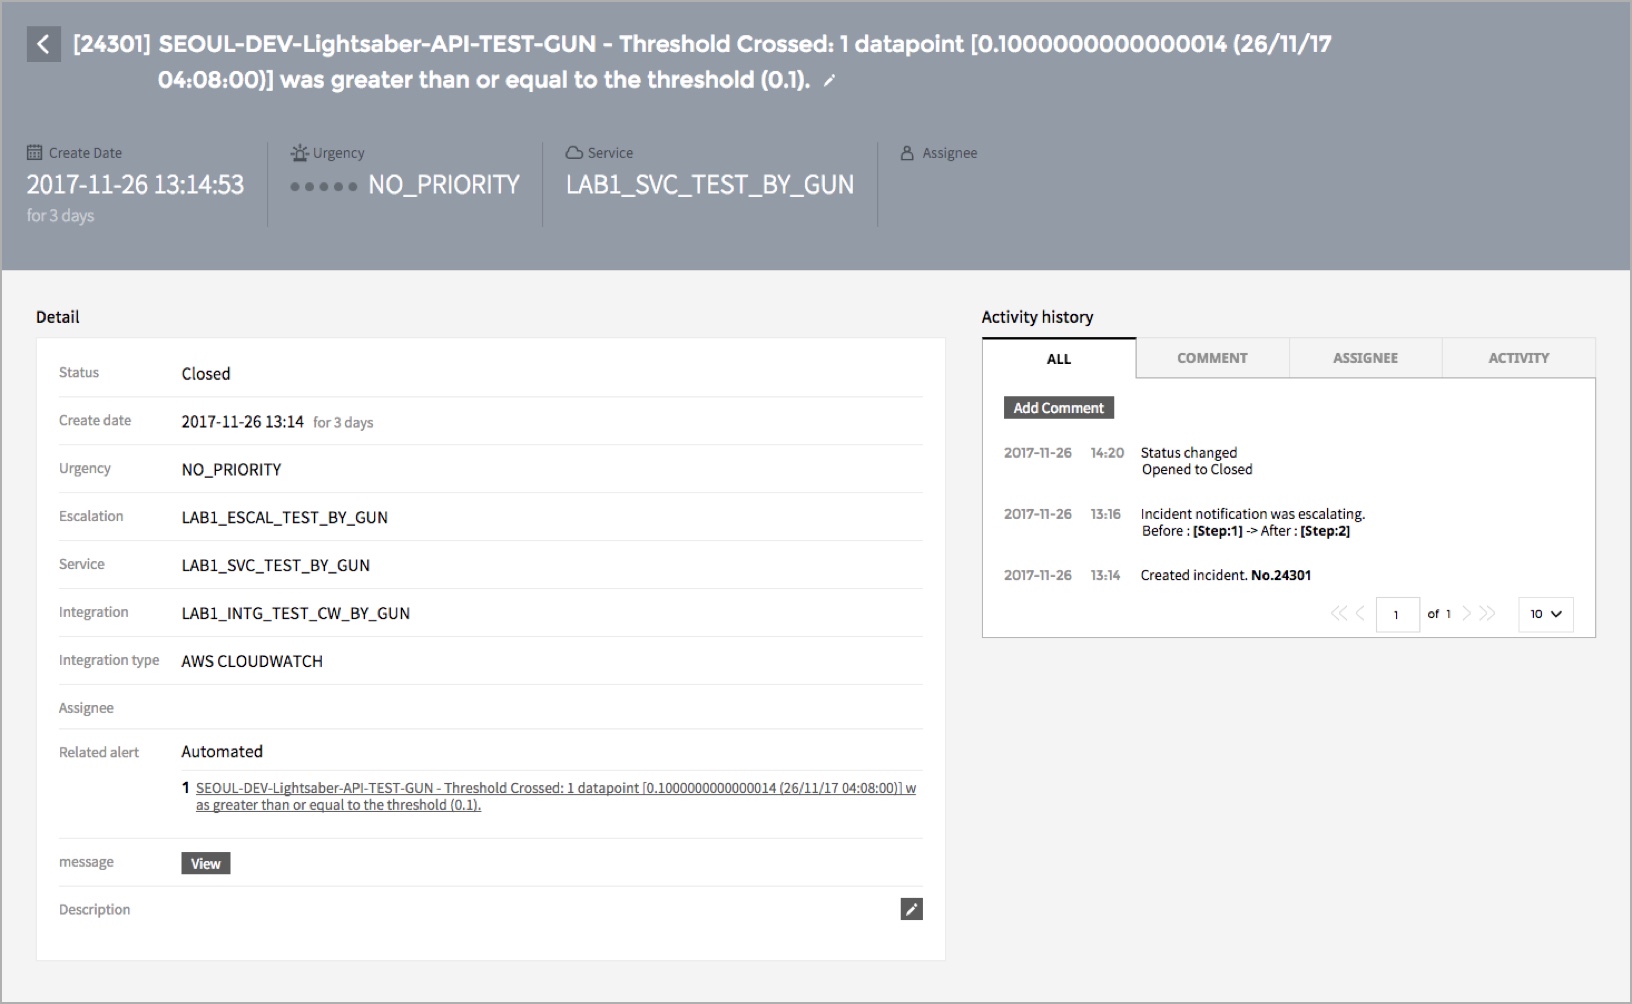 [24301] SEOUL-DEV-Lightsaber-API-TEST-GUN - Threshold Crossed: 1 datapoint [0.1000000000000014 (26/11/17
04:08:00)] was greater than or equal to the threshold (0.1).
Create Date
2017-11-26 13:14:53
for 3 days
Urgency
NO_PRIORITY
Service
LAB1_SVC_TEST_BY_GUN
Assignee
Detail
Status Closed
Create date 2017-11-26 13:14 for 3 days
Urgency NO_PRIORITY
Escalation LAB1_ESCAL_TEST_BY_GUN
Service LAB1_SVC_TEST_BY_GUN
Integration LAB1_INTG_TEST_CW_BY_GUN
Integration type AWS CLOUDWATCH
Assignee
Related alert Automated
1 SEOUL-DEV-Lightsaber-API-TEST-GUN - Threshold Crossed: 1 datapoint [0.1000000000000014 (26/11/17 04:08:00)] w
as greater than or equal to the threshold (0.1).
message View
Description
Activity history
ALL COMMENT ASSIGNEE ACTIVITY
Add Comment
2017-11-26 14:20 Status changed
Opened to Closed
2017-11-26 13:16 Incident notification was escalating.
Before : [Step:1] -> After : [Step:2]
2017-11-26 13:14 Created incident. No.24301
1 of 1 10